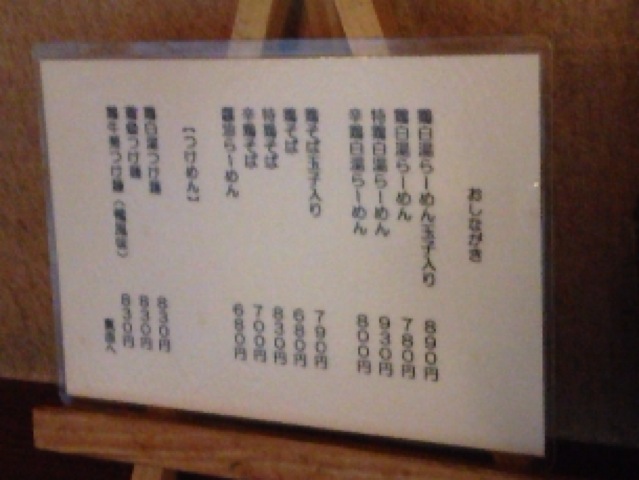 おしながき
鶏白湯らーめん玉子入り 890円
鶏白湯らーめん 780円
特鶏白湯らーめん 930円
辛鶏白湯らーめん 800円
鶏そば玉子入り 790円
鶏そば 680円
特鶏そば 830円
辛鶏そば 700円
醤油らーめん 680円
【つけめん】
鶏白湯つけ麺 830円
つけ麺 830円
つけ麺 830円